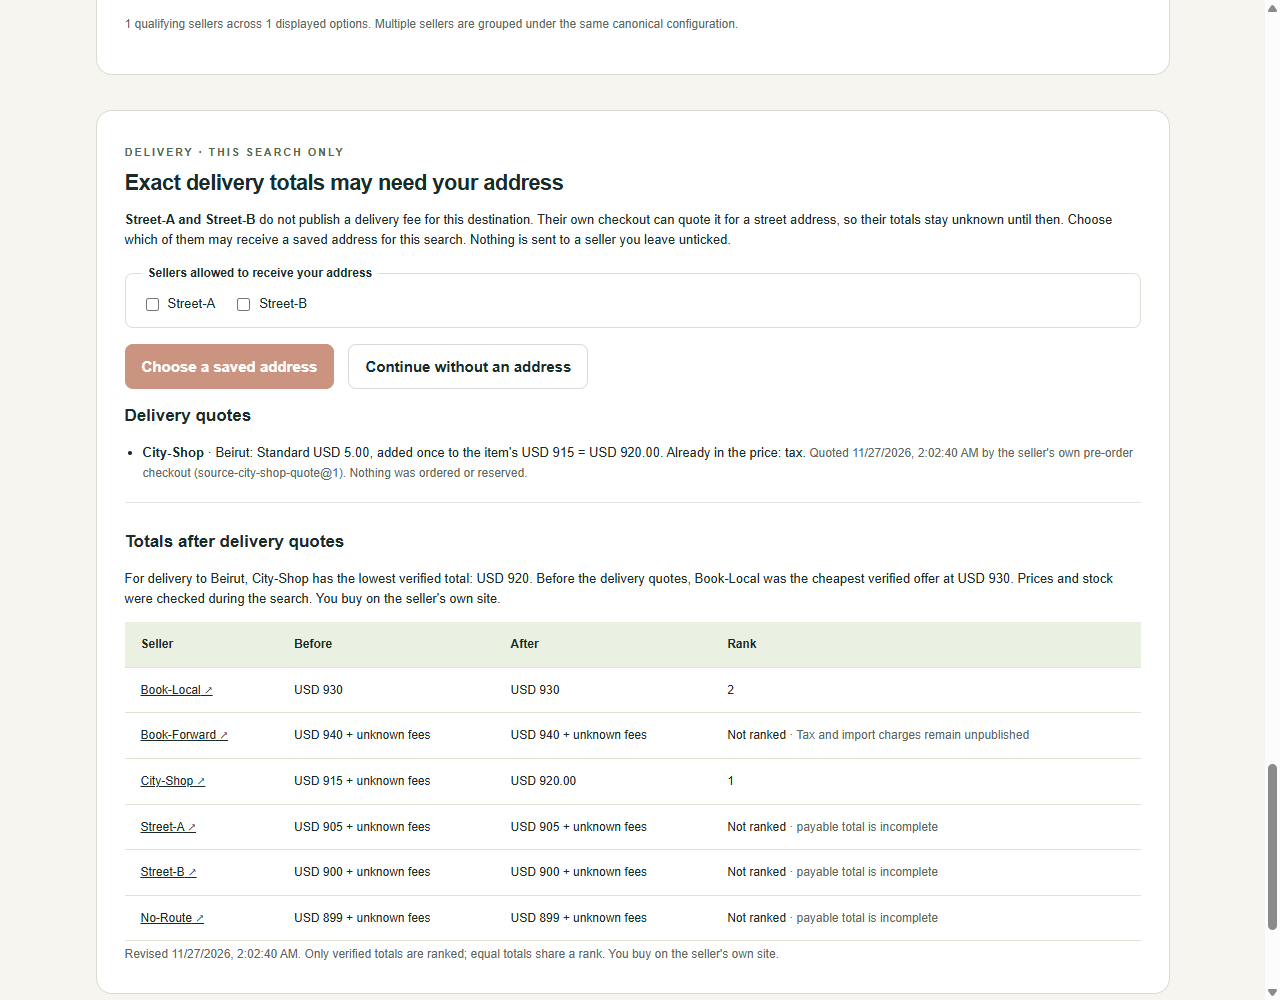 1 qualifying sellers across 1 displayed options. Multiple sellers are grouped under the same canonical configuration.
DELIVERY · THIS SEARCH ONLY
Exact delivery totals may need your address
Street-A and Street-B do not publish a delivery fee for this destination. Their own checkout can quote it for a street address, so their totals stay unknown until then. Choose
which of them may receive a saved address for this search. Nothing is sent to a seller you leave unticked.
Sellers allowed to receive your address
Street-A Street-B
Choose a saved address Continue without an address
Delivery quotes
• City-Shop · Beirut: Standard USD 5.00, added once to the item's USD 915 = USD 920.00. Already in the price: tax. Quoted 11/27/2026, 2:02:40 AM by the seller's own pre-order
checkout (source-city-shop-quote@1). Nothing was ordered or reserved.
Totals after delivery quotes
For delivery to Beirut, City-Shop has the lowest verified total: USD 920. Before the delivery quotes, Book-Local was the cheapest verified offer at USD 930. Prices and stock
were checked during the search. You buy on the seller's own site.
Seller Before After Rank
Book-Local ↗ USD 930 USD 930 2
Book-Forward ↗ USD 940 + unknown fees USD 940 + unknown fees Not ranked · Tax and import charges remain unpublished
City-Shop ↗ USD 915 + unknown fees USD 920.00 1
Street-A ↗ USD 905 + unknown fees USD 905 + unknown fees Not ranked · payable total is incomplete
Street-B ↗ USD 900 + unknown fees USD 900 + unknown fees Not ranked · payable total is incomplete
No-Route ↗ USD 899 + unknown fees USD 899 + unknown fees Not ranked · payable total is incomplete
Revised 11/27/2026, 2:02:40 AM. Only verified totals are ranked; equal totals share a rank. You buy on the seller's own site.